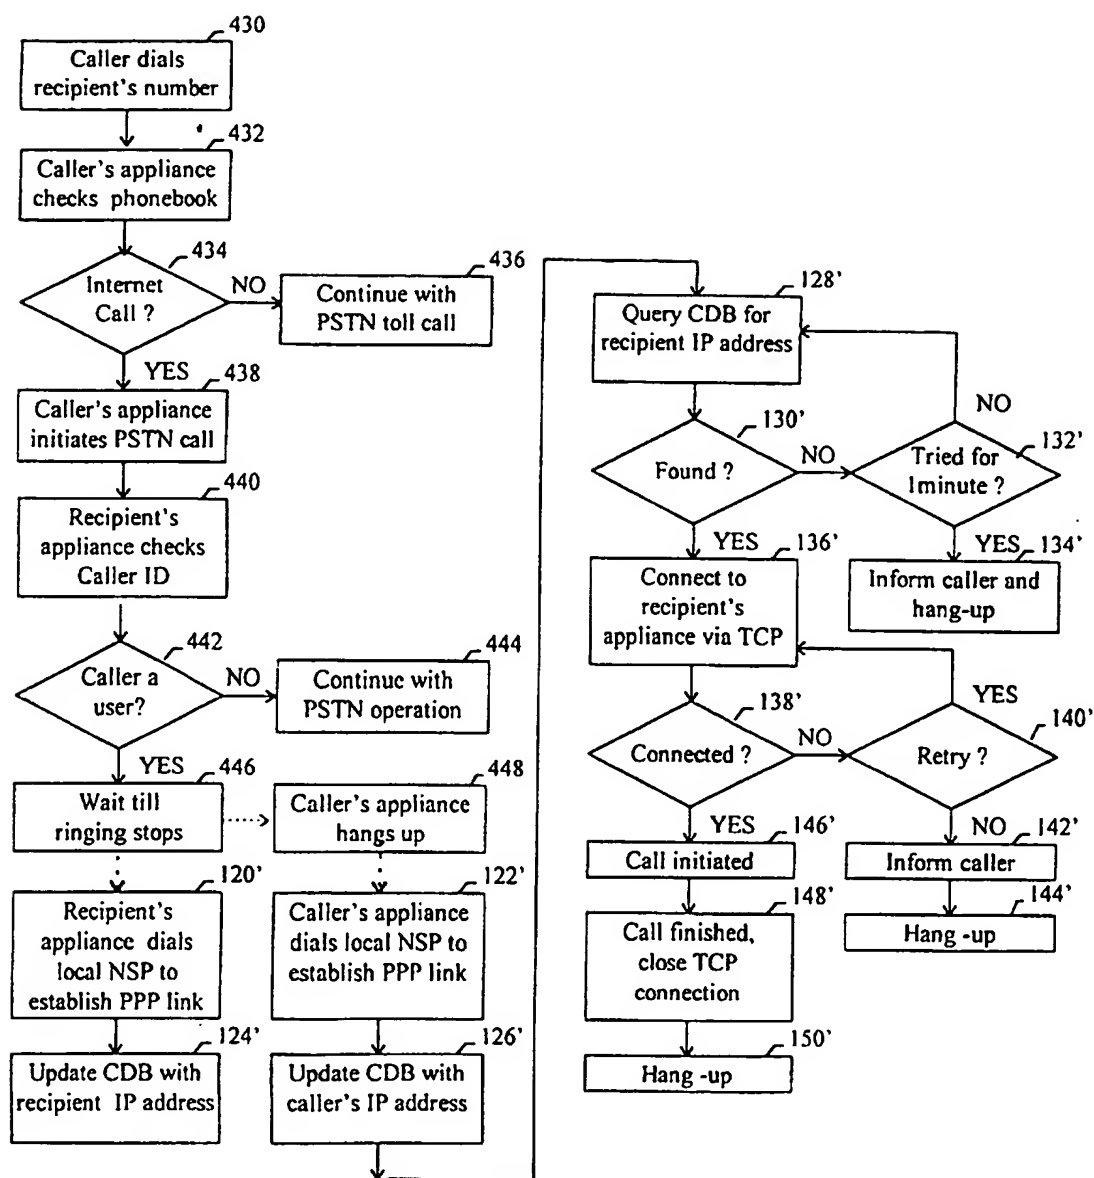 430
Caller dials
recipient's number
432
Caller's appliance
checks phonebook
434
Internet
Call ?
NO
436
Continue with
PSTN toll call
YES
438
Caller's appliance
initiates PSTN call
440
Recipient's
appliance checks
Caller ID
442
Caller a
user?
NO
444
Continue with
PSTN operation
YES
446
Wait till
ringing stops
448
Caller's appliance
hangs up
120'
Recipient's
appliance dials
local NSP to
establish PPP link
122'
Caller's appliance
dials local NSP to
establish PPP link
124'
Update CDB with
recipient IP address
126'
Update CDB with
caller's IP address
128'
Query CDB for
recipient IP address
130'
Found ?
NO
132'
Tried for
1minute ?
NO
YES
134'
Inform caller and
hang-up
YES
136'
Connect to
recipient's
appliance via TCP
138'
Connected ?
NO
140'
Retry ?
YES
NO
142'
Inform caller
144'
Hang -up
YES
146'
Call initiated
148'
Call finished,
close TCP
connection
150'
Hang -up